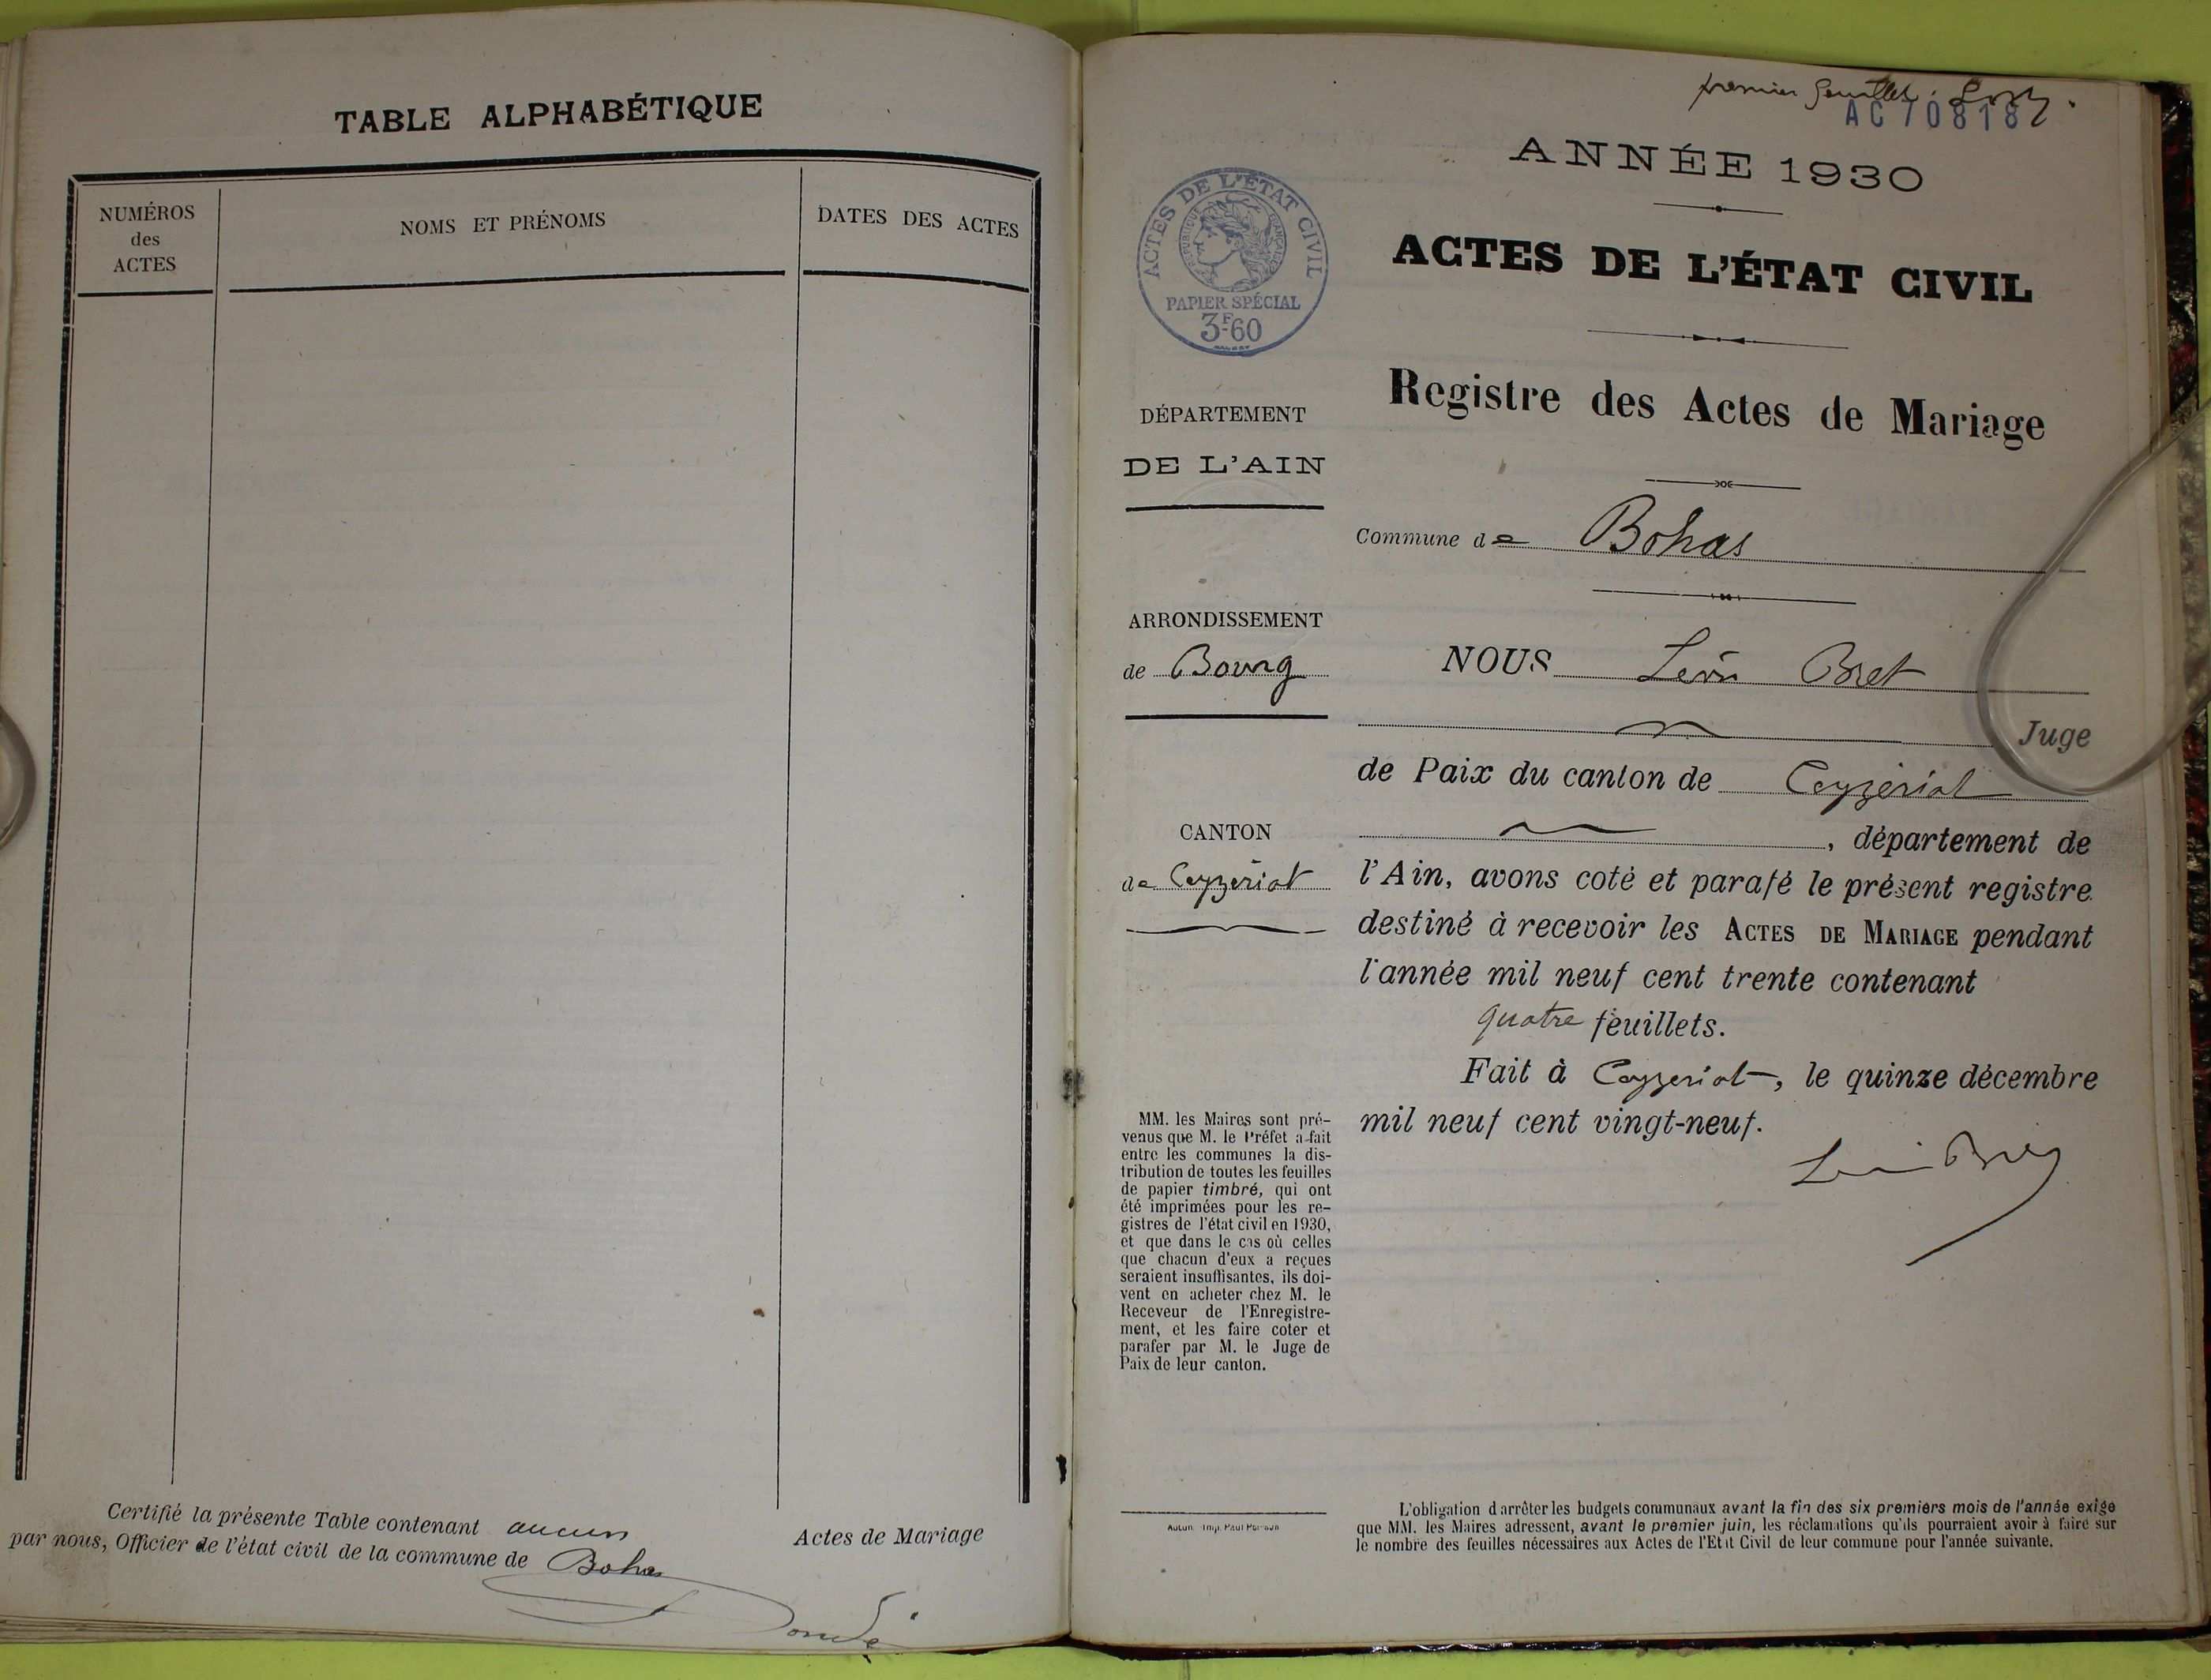 TABLE ALPHABÉTIQUE
NUMÉROS
des
ACTES
NOMS ET PRÉNOMS
DATES DES ACTES
Certifié la présente Table contenant aucun
Actes de Mariage
par nous, Officier de l'état civil de la commune de Bohas
premier feuillet.
AC 70818
ANNÉE 1930
ACTES DE L'ÉTAT CIVIL
RÉPUBLIQUE FRANÇAISE
PAPIER SPÉCIAL
3F60
ACTES DE L'ÉTAT CIVIL
Registre des Actes de Mariage
DÉPARTEMENT
DE L'AIN
Commune de Bohas
ARRONDISSEMENT
de Bourg
NOUS Léon Bret
Juge
de Paix du canton de Ceyzériat
CANTON
de Ceyzeriat
, département de
l'Ain, avons coté et parafé le présent registre
destiné à recevoir les ACTES DE MARIAGE pendant
l'année mil neuf cent trente contenant
quatre feuillets.
Fait à Ceyzeriat, le quinze décembre
mil neuf cent vingt-neuf.
MM. les Maires sont pré-
venus que M. le Préfet a fait
entre les communes la dis-
tribution de toutes les feuilles
de papier timbré, qui ont
été imprimées pour les re-
gistres de l'état civil en 1930,
et que dans le cas où celles
que chacun d'eux a reçues
seraient insuffisantes, ils doi-
vent en acheter chez M. le
Receveur de l'Enregistre-
ment, et les faire coter et
parafer par M. le Juge de
Paix de leur canton.
L'obligation d'arrêter les budgets communaux avant la fin des six premiers mois de l'année exige
que MM. les Maires adressent, avant le premier juin, les réclamations qu'ils pourraient avoir à faire sur
le nombre des feuilles nécessaires aux Actes de l'Etat Civil de leur commune pour l'année suivante.